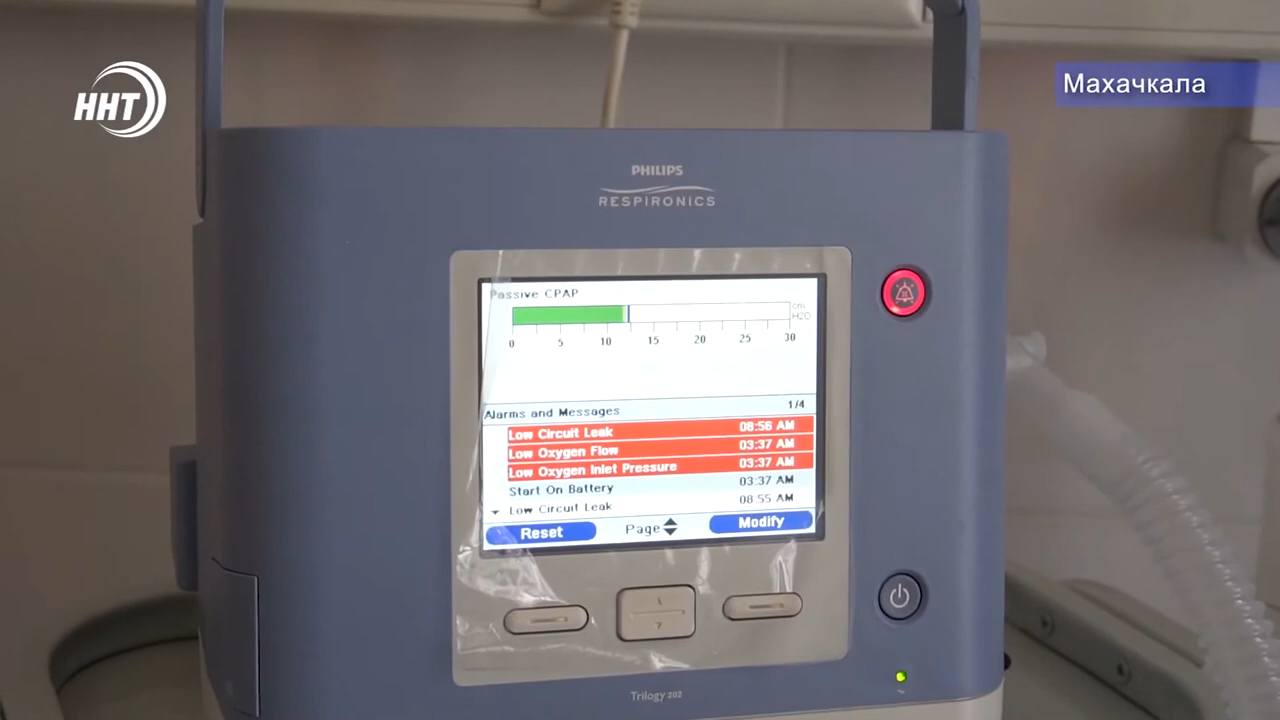 ННТ
Махачкала
PHILIPS
RESPIRONICS
Passive CPAP
cm
H2O
0 5 10 15 20 25 30
Alarms and Messages 1/4
Low Circuit Leak 08:56 AM
Low Oxygen Flow 03:37 AM
Low Oxygen Inlet Pressure 03:37 AM
Start On Battery 03:37 AM
Low Circuit Leak 08:55 AM
Reset Page Modify
Trilogy 202